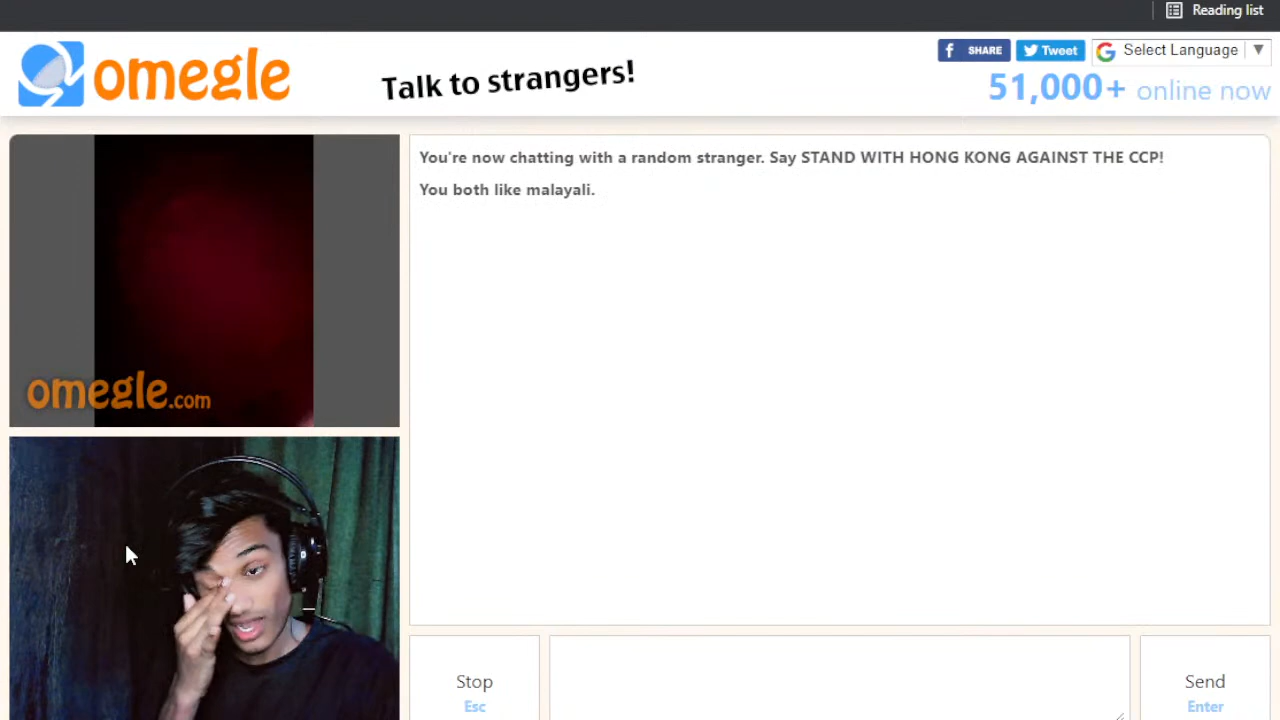 Reading list
omegle
Talk to strangers!
SHARE
Tweet
Select Language
51,000+ online now
You're now chatting with a random stranger. Say STAND WITH HONG KONG AGAINST THE CCP!
You both like malayali.
omegle.com
Stop
Esc
Send
Enter